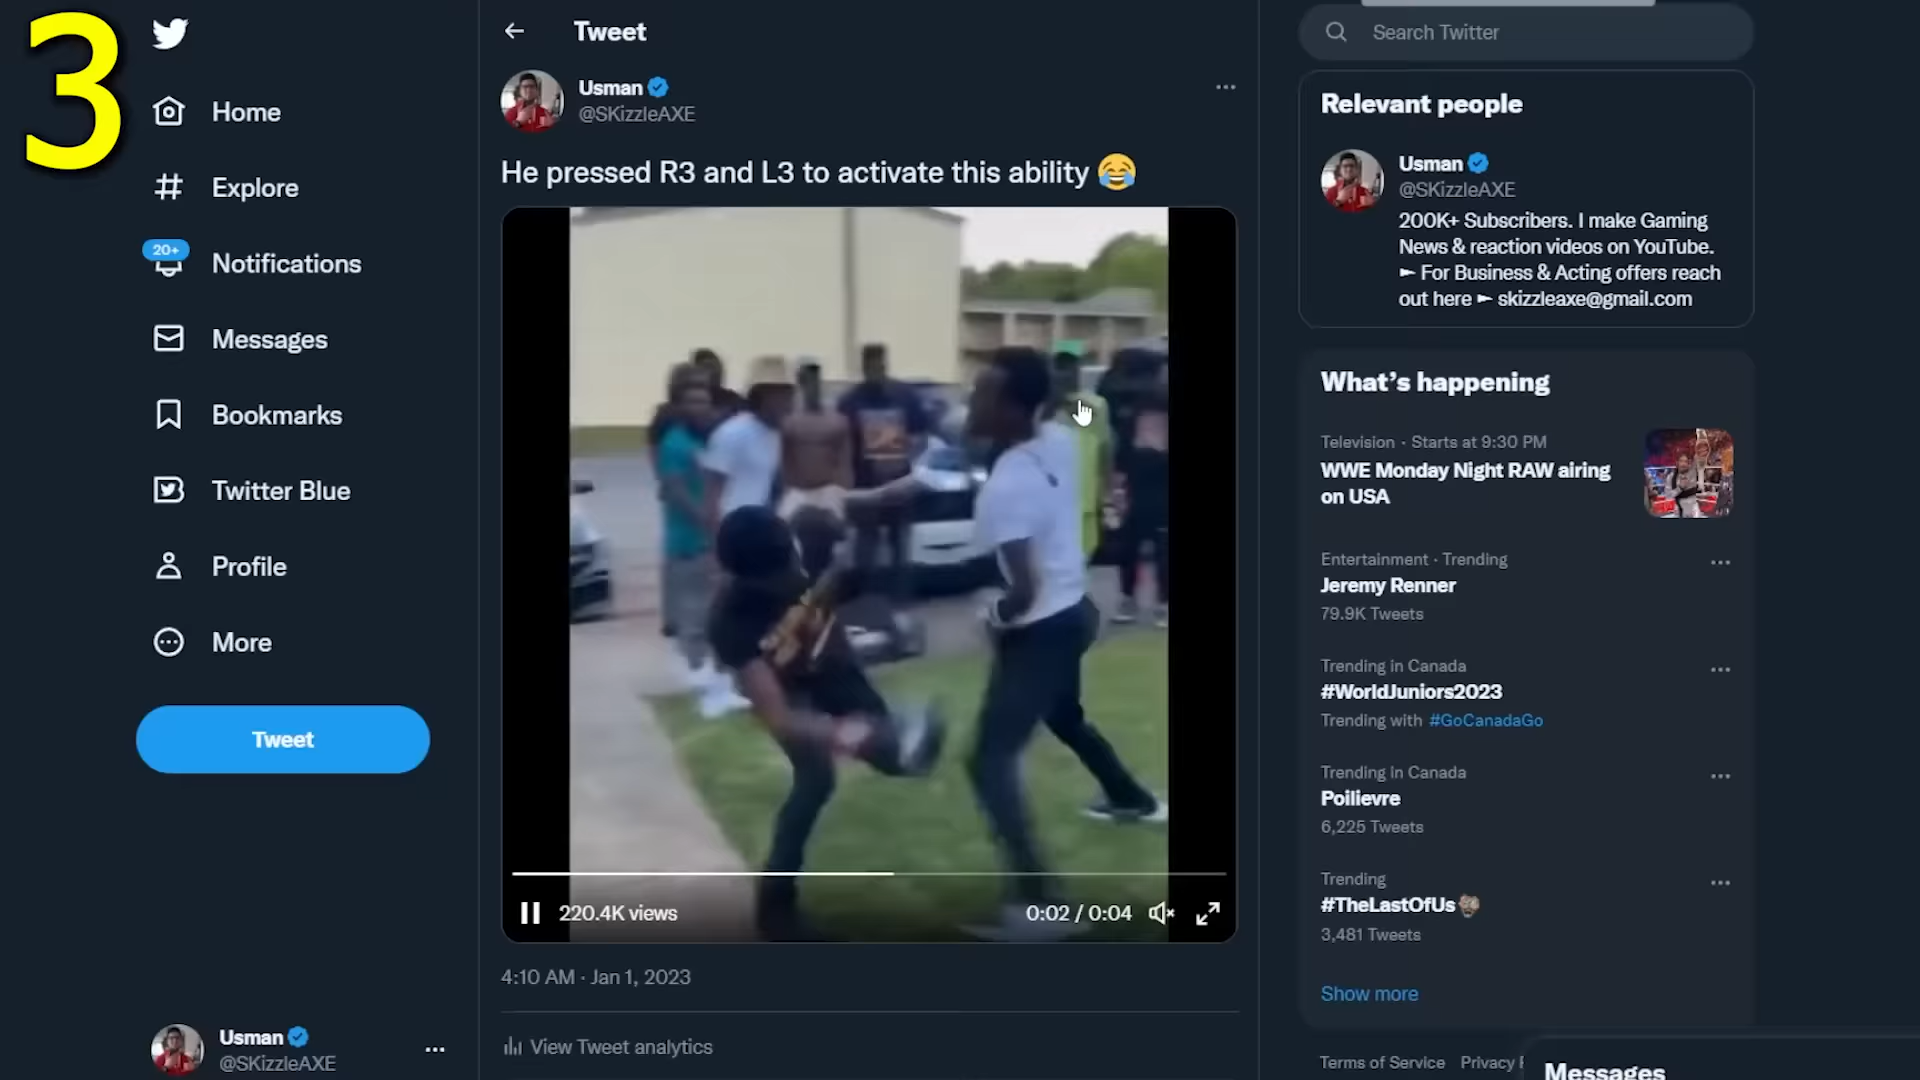 3
Home
Explore
20+
Notifications
Messages
Bookmarks
Twitter Blue
Profile
More
Tweet
Usman
@SKizzleAXE
Tweet
Usman
@SKizzleAXE
He pressed R3 and L3 to activate this ability 😂
220.4K views
0:02 / 0:04
4:10 AM · Jan 1, 2023
View Tweet analytics
Search Twitter
Relevant people
Usman
@SKizzleAXE
200K+ Subscribers. I make Gaming
News & reaction videos on YouTube.
► For Business & Acting offers reach
out here ► skizzleaxe@gmail.com
What's happening
Television · Starts at 9:30 PM
WWE Monday Night RAW airing
on USA
Entertainment · Trending
Jeremy Renner
79.9K Tweets
Trending in Canada
#WorldJuniors2023
Trending with #GoCanadaGo
Trending in Canada
Poilievre
6,225 Tweets
Trending
#TheLastOfUs
3,481 Tweets
Show more
Terms of Service Privacy
Messages